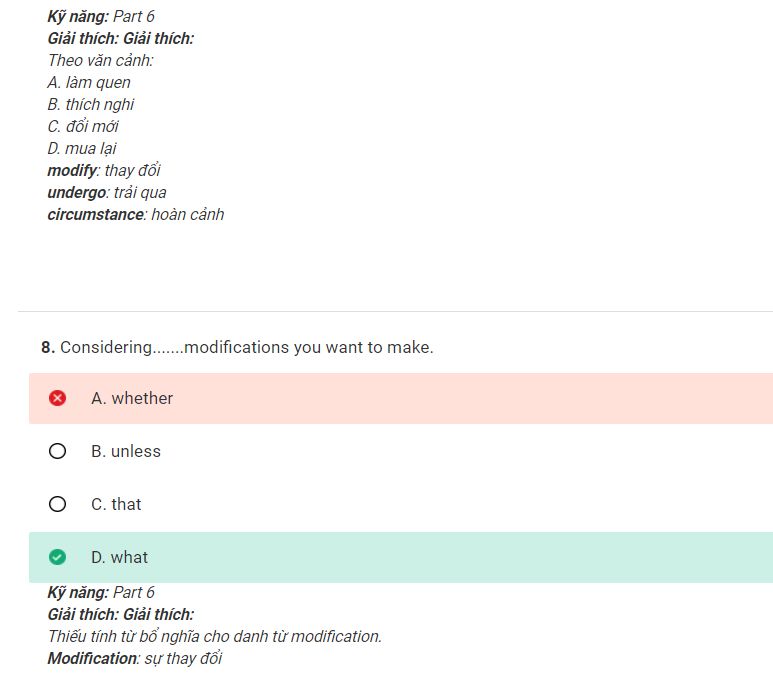 Kỹ năng: Part 6
Giải thích: Giải thích:
Theo văn cảnh:
A. làm quen
B. thích nghi
C. đổi mới
D. mua lại
modify: thay đổi
undergo: trải qua
circumstance: hoàn cảnh
8. Considering.......modifications you want to make.
A. whether
B. unless
C. that
D. what
Kỹ năng: Part 6
Giải thích: Giải thích:
Thiếu tính từ bổ nghĩa cho danh từ modification.
Modification: sự thay đổi